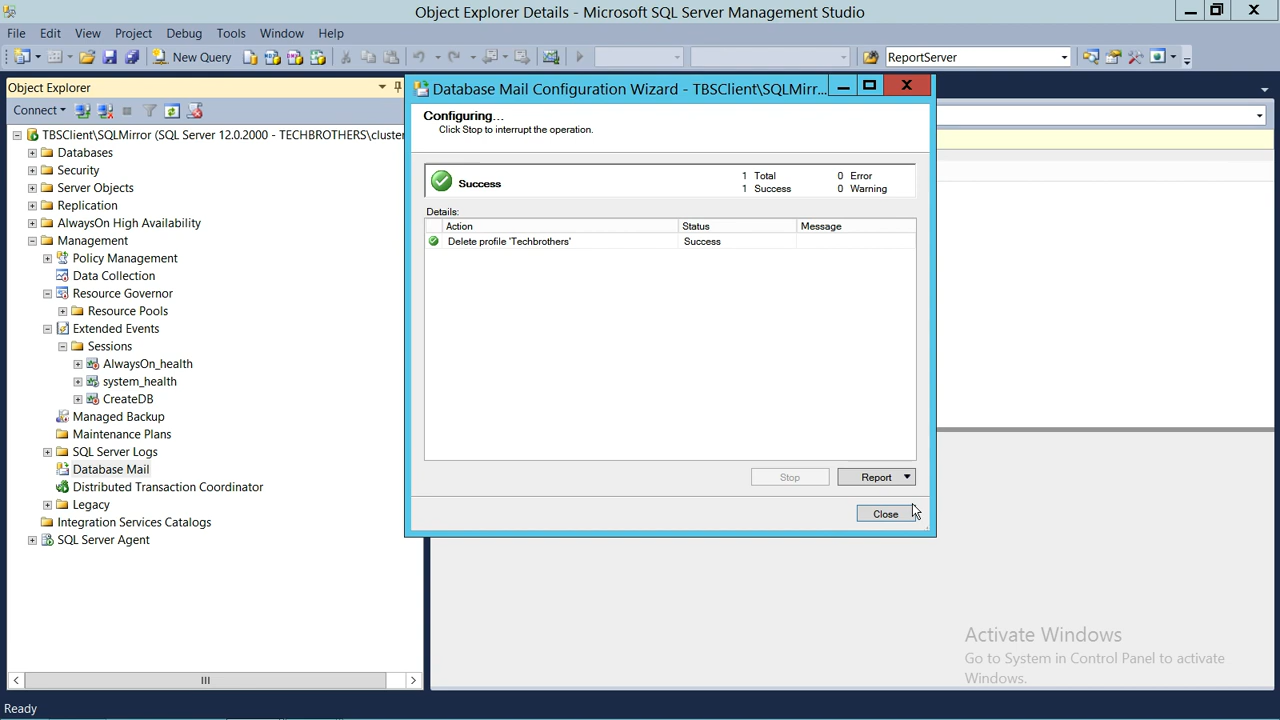 Object Explorer Details - Microsoft SQL Server Management Studio
File Edit View Project Debug Tools Window Help
New Query ReportServer
Object Explorer
Connect
TBSClient\SQLMirror (SQL Server 12.0.2000 - TECHBROTHERS\cluster
Databases
Security
Server Objects
Replication
AlwaysOn High Availability
Management
Policy Management
Data Collection
Resource Governor
Resource Pools
Extended Events
Sessions
AlwaysOn_health
system_health
CreateDB
Managed Backup
Maintenance Plans
SQL Server Logs
Database Mail
Distributed Transaction Coordinator
Legacy
Integration Services Catalogs
SQL Server Agent
Database Mail Configuration Wizard - TBSClient\SQLMirr...
Configuring...
Click Stop to interrupt the operation.
Success
1 Total 0 Error
1 Success 0 Warning
Details:
Action Status Message
Delete profile 'Techbrothers' Success
Stop Report
Close
Activate Windows
Go to System in Control Panel to activate
Windows.
Ready